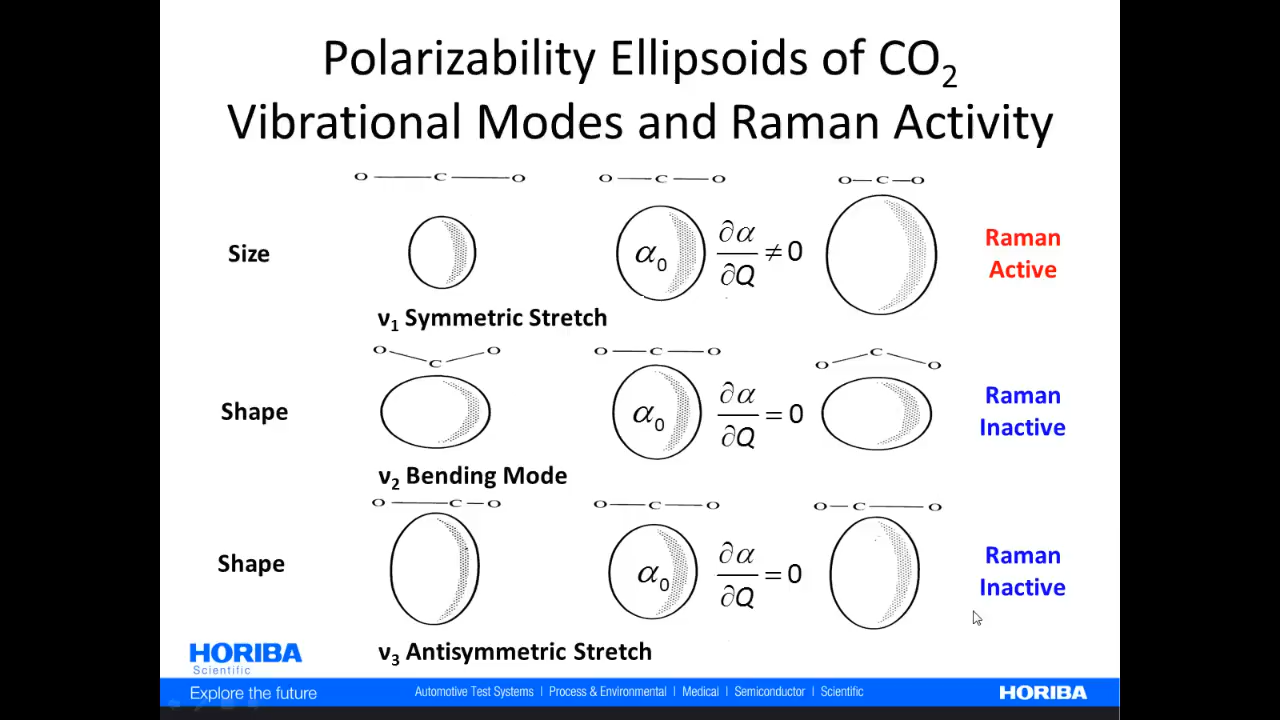 Polarizability Ellipsoids of CO₂
Vibrational Modes and Raman Activity
O C O
O C O
O C O
Size
α₀
∂α/∂Q ≠ 0
Raman
Active
ν₁ Symmetric Stretch
O C O
O C O
O C O
Shape
α₀
∂α/∂Q = 0
Raman
Inactive
ν₂ Bending Mode
O C O
O C O
O C O
Shape
α₀
∂α/∂Q = 0
Raman
Inactive
ν₃ Antisymmetric Stretch
HORIBA
Scientific
Explore the future
Automotive Test Systems | Process & Environmental | Medical | Semiconductor | Scientific
HORIBA